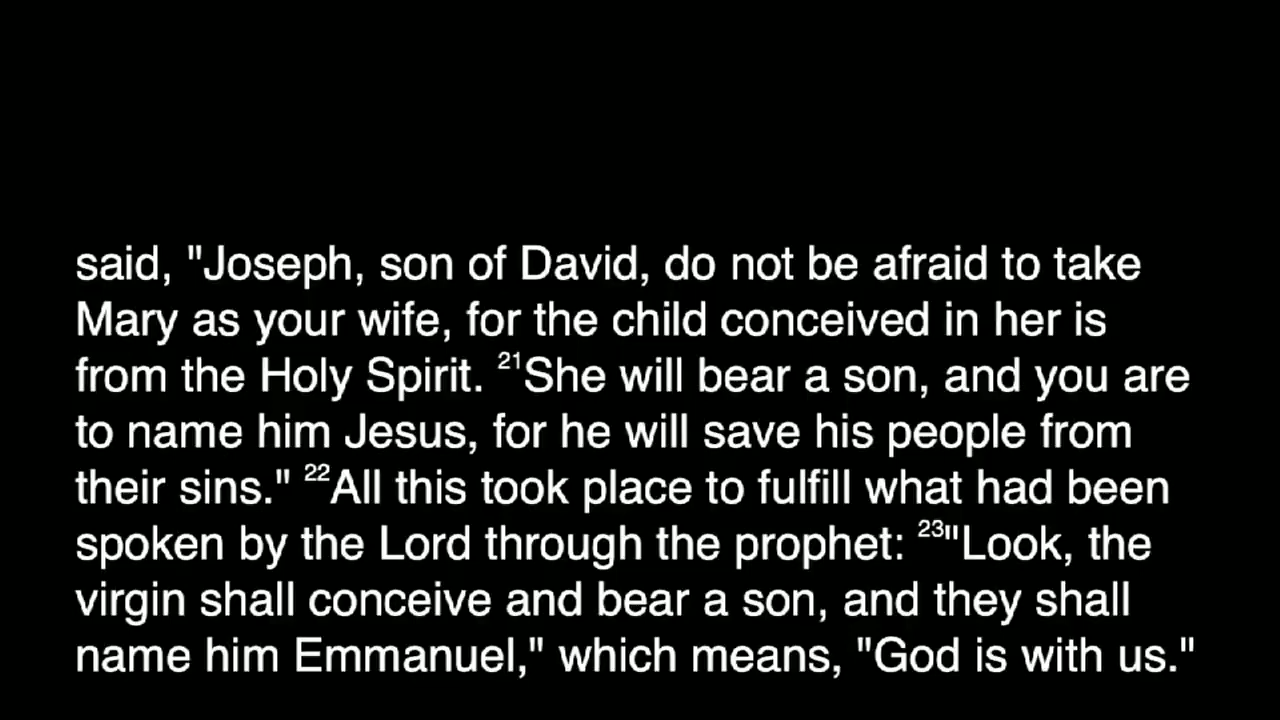 said, "Joseph, son of David, do not be afraid to take
Mary as your wife, for the child conceived in her is
from the Holy Spirit. ²¹She will bear a son, and you are
to name him Jesus, for he will save his people from
their sins." ²²All this took place to fulfill what had been
spoken by the Lord through the prophet: ²³"Look, the
virgin shall conceive and bear a son, and they shall
name him Emmanuel," which means, "God is with us."